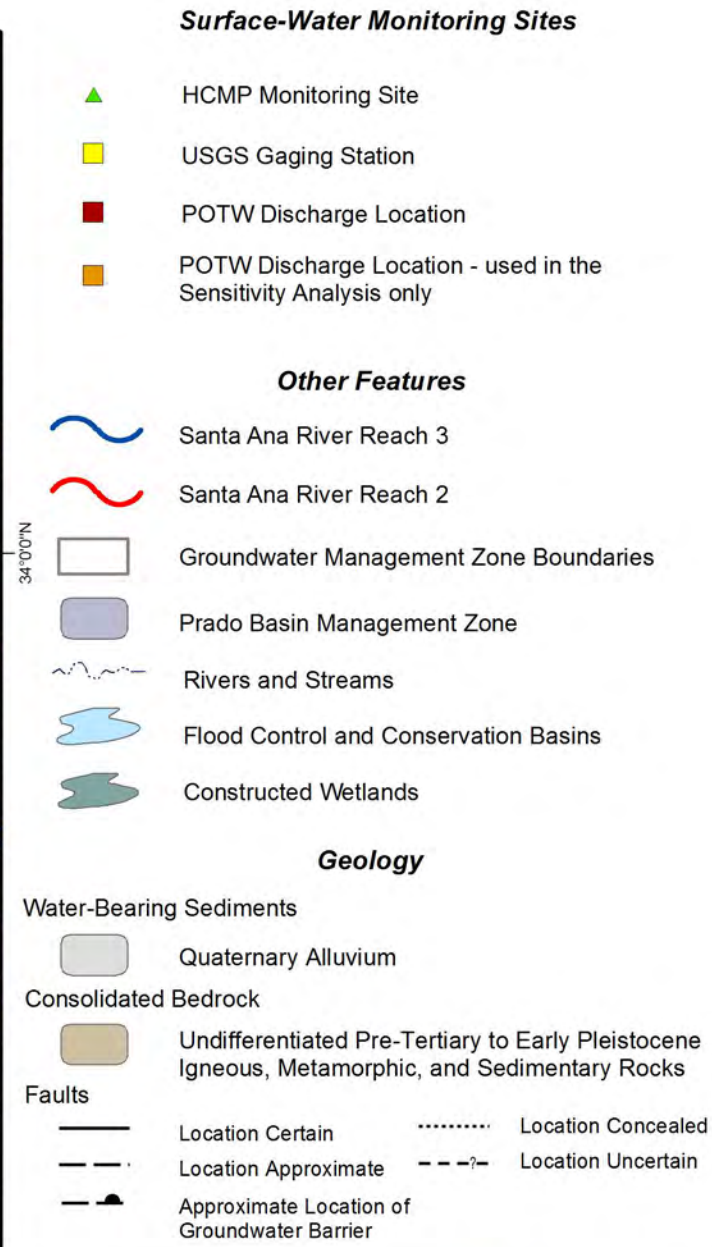 Surface-Water Monitoring Sites
HCMP Monitoring Site
USGS Gaging Station
POTW Discharge Location
POTW Discharge Location - used in the
Sensitivity Analysis only
Other Features
Santa Ana River Reach 3
Santa Ana River Reach 2
34°0'0"N
Groundwater Management Zone Boundaries
Prado Basin Management Zone
Rivers and Streams
Flood Control and Conservation Basins
Constructed Wetlands
Geology
Water-Bearing Sediments
Quaternary Alluvium
Consolidated Bedrock
Undifferentiated Pre-Tertiary to Early Pleistocene
Igneous, Metamorphic, and Sedimentary Rocks
Faults
Location Certain
Location Concealed
Location Approximate
?
Location Uncertain
Approximate Location of
Groundwater Barrier